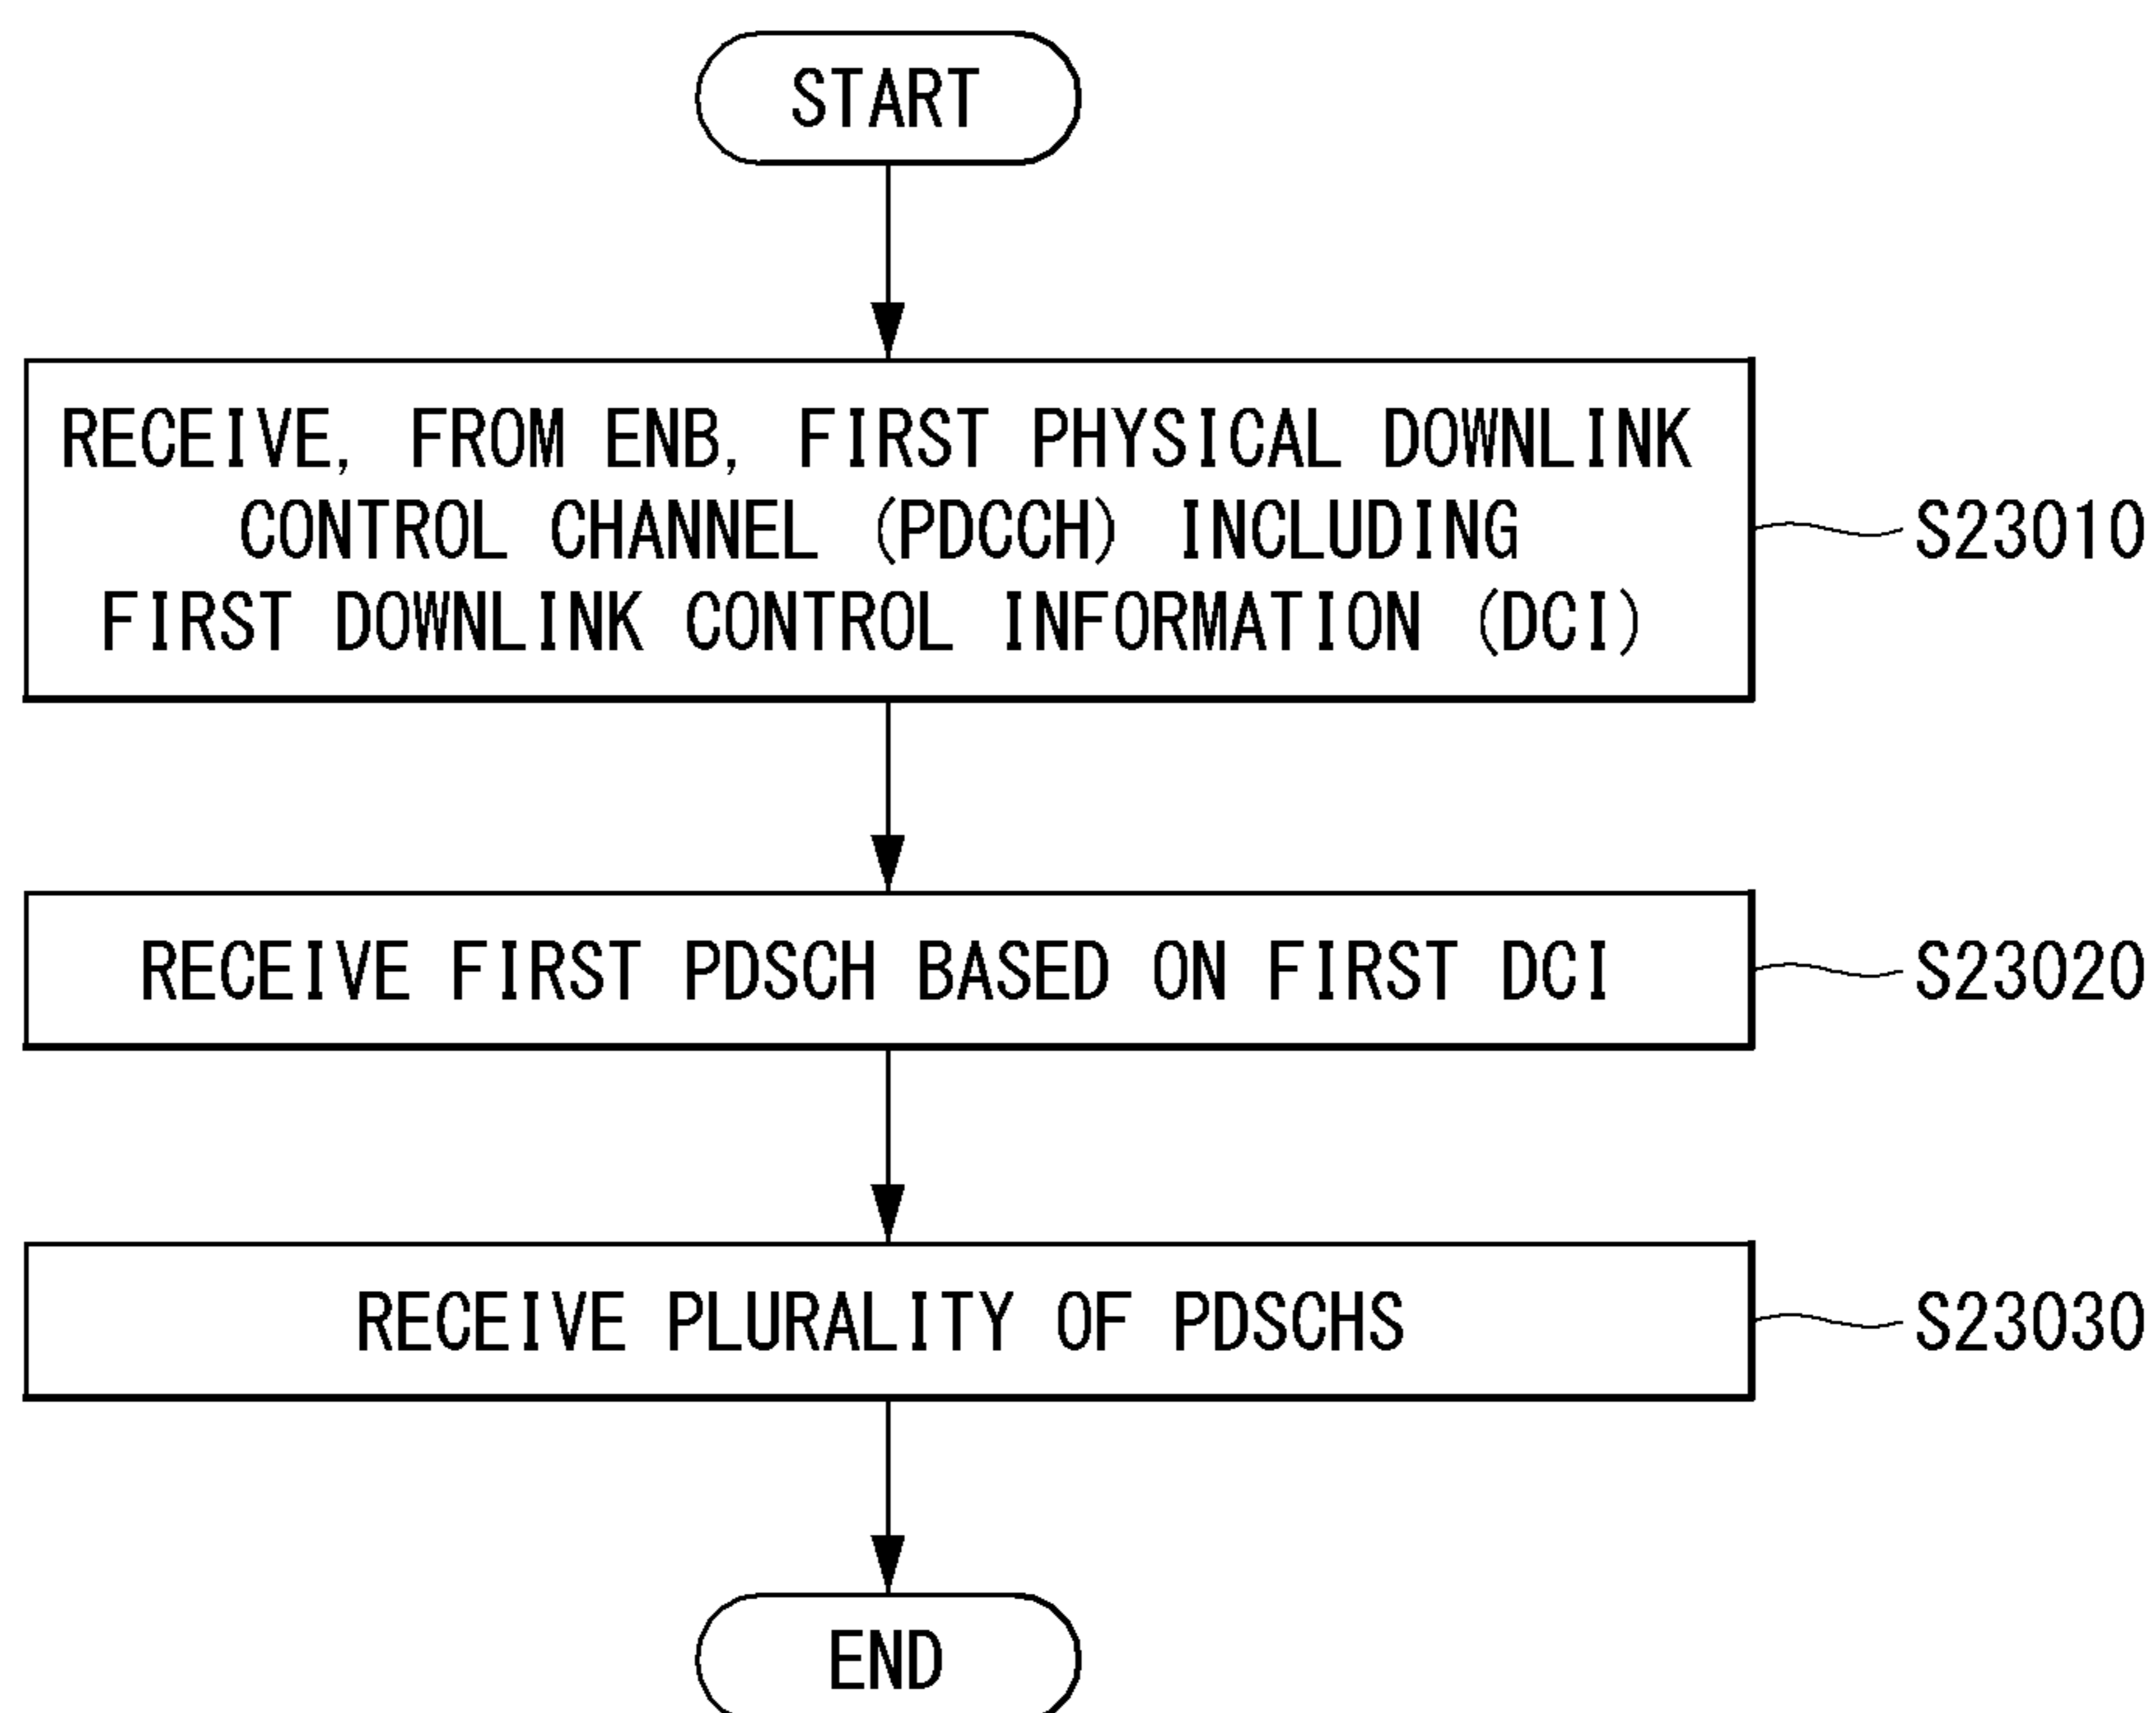 START
RECEIVE, FROM ENB, FIRST PHYSICAL DOWNLINK
CONTROL CHANNEL (PDCCH) INCLUDING
FIRST DOWNLINK CONTROL INFORMATION (DCI)
S23010
RECEIVE FIRST PDSCH BASED ON FIRST DCI
S23020
RECEIVE PLURALITY OF PDSCHS
S23030
END